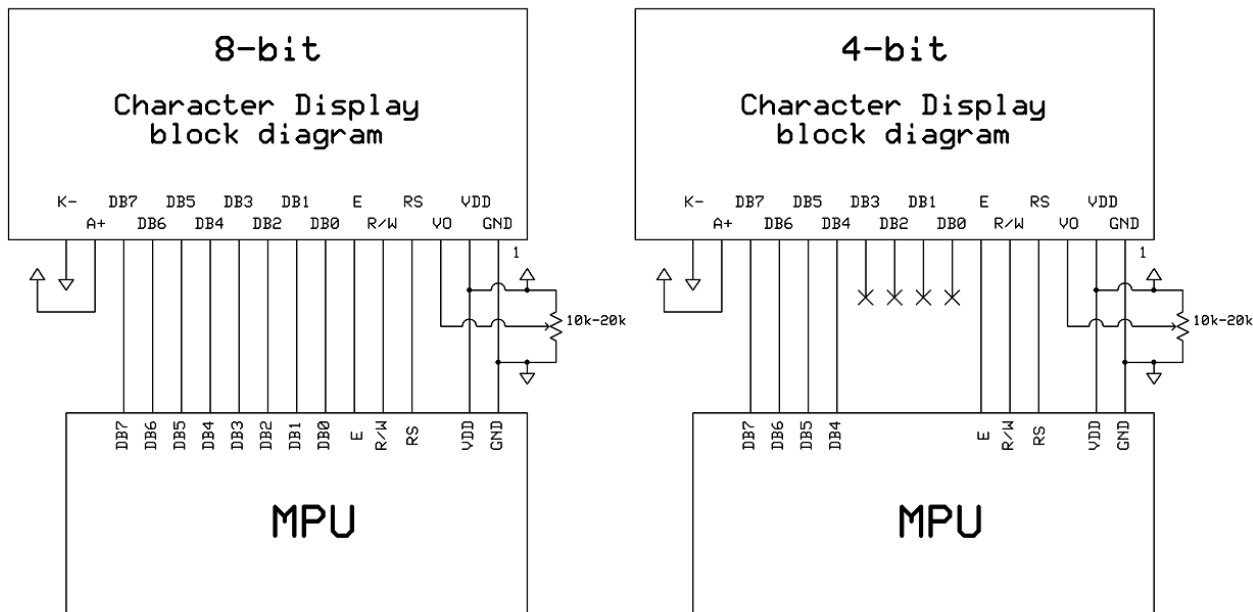 8-bit
Character Display
block diagram
K- DB7 DB5 DB3 DB1 E RS VDD
A+ DB6 DB4 DB2 DB0 R/W VO GND
1
10k-20k
DB7 DB6 DB5 DB4 DB3 DB2 DB1 DB0 E R/W RS VDD GND
MPU
4-bit
Character Display
block diagram
K- DB7 DB5 DB3 DB1 E RS VDD
A+ DB6 DB4 DB2 DB0 R/W VO GND
1
10k-20k
DB7 DB6 DB5 DB4 E R/W RS VDD GND
MPU